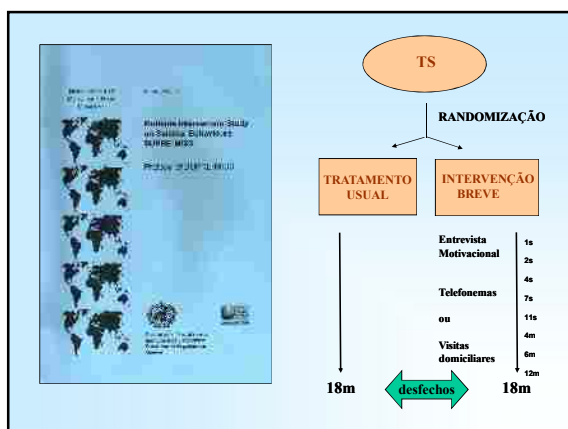 Multisite Intervention Study
on Suicidal Behaviours
SUPRE-MISS
TS
RANDOMIZAÇÃO
TRATAMENTO
USUAL
INTERVENÇÃO
BREVE
Entrevista
Motivacional
Telefonemas
ou
Visitas
domiciliares
1s
2s
4s
7s
11s
4m
6m
12m
18m
desfechos
18m